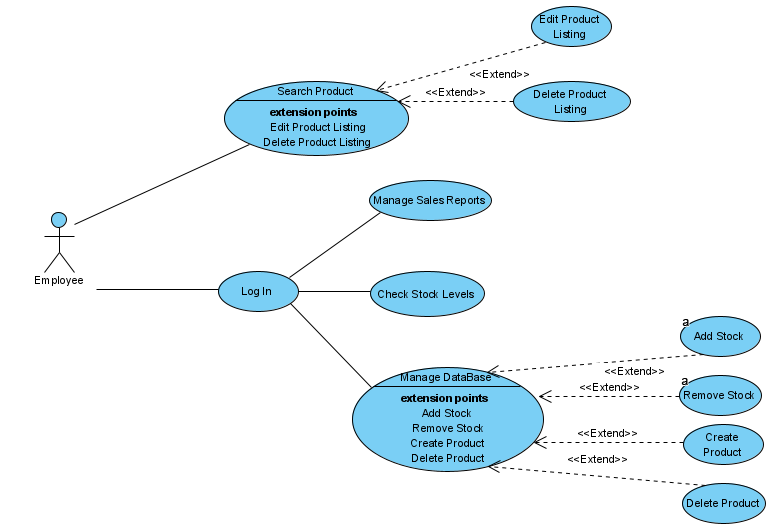 Edit Product
Listing
<<Extend>>
Search Product
<<Extend>>
Delete Product
Listing
extension points
Edit Product Listing
Delete Product Listing
Manage Sales Reports
Employee
Log In
Check Stock Levels
a
Add Stock
Manage DataBase
<<Extend>>
a
<<Extend>>
Remove Stock
extension points
Add Stock
Remove Stock
Create Product
Delete Product
<<Extend>>
Create
Product
<<Extend>>
Delete Product